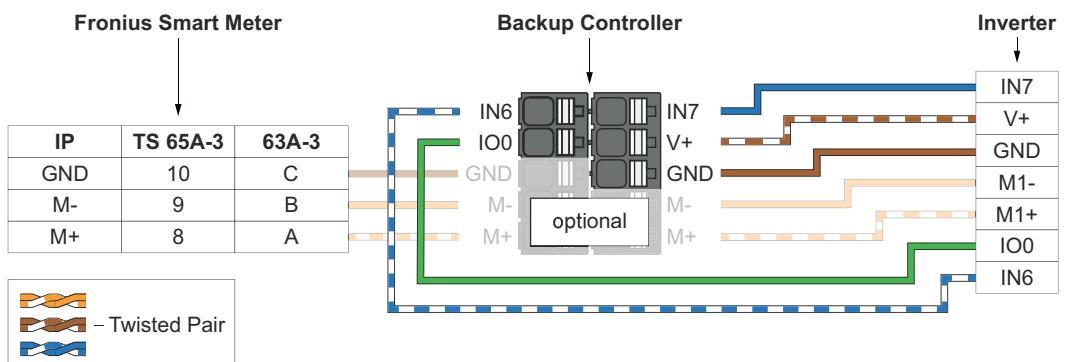 Fronius Smart Meter
Backup Controller
Inverter
IP TS 65A-3 63A-3
GND 10 C
M- 9 B
M+ 8 A
IN6
IO0
GND
M-
M+
optional
IN7
V+
GND
M-
M+
IN7
V+
GND
M1-
M1+
IO0
IN6
– Twisted Pair